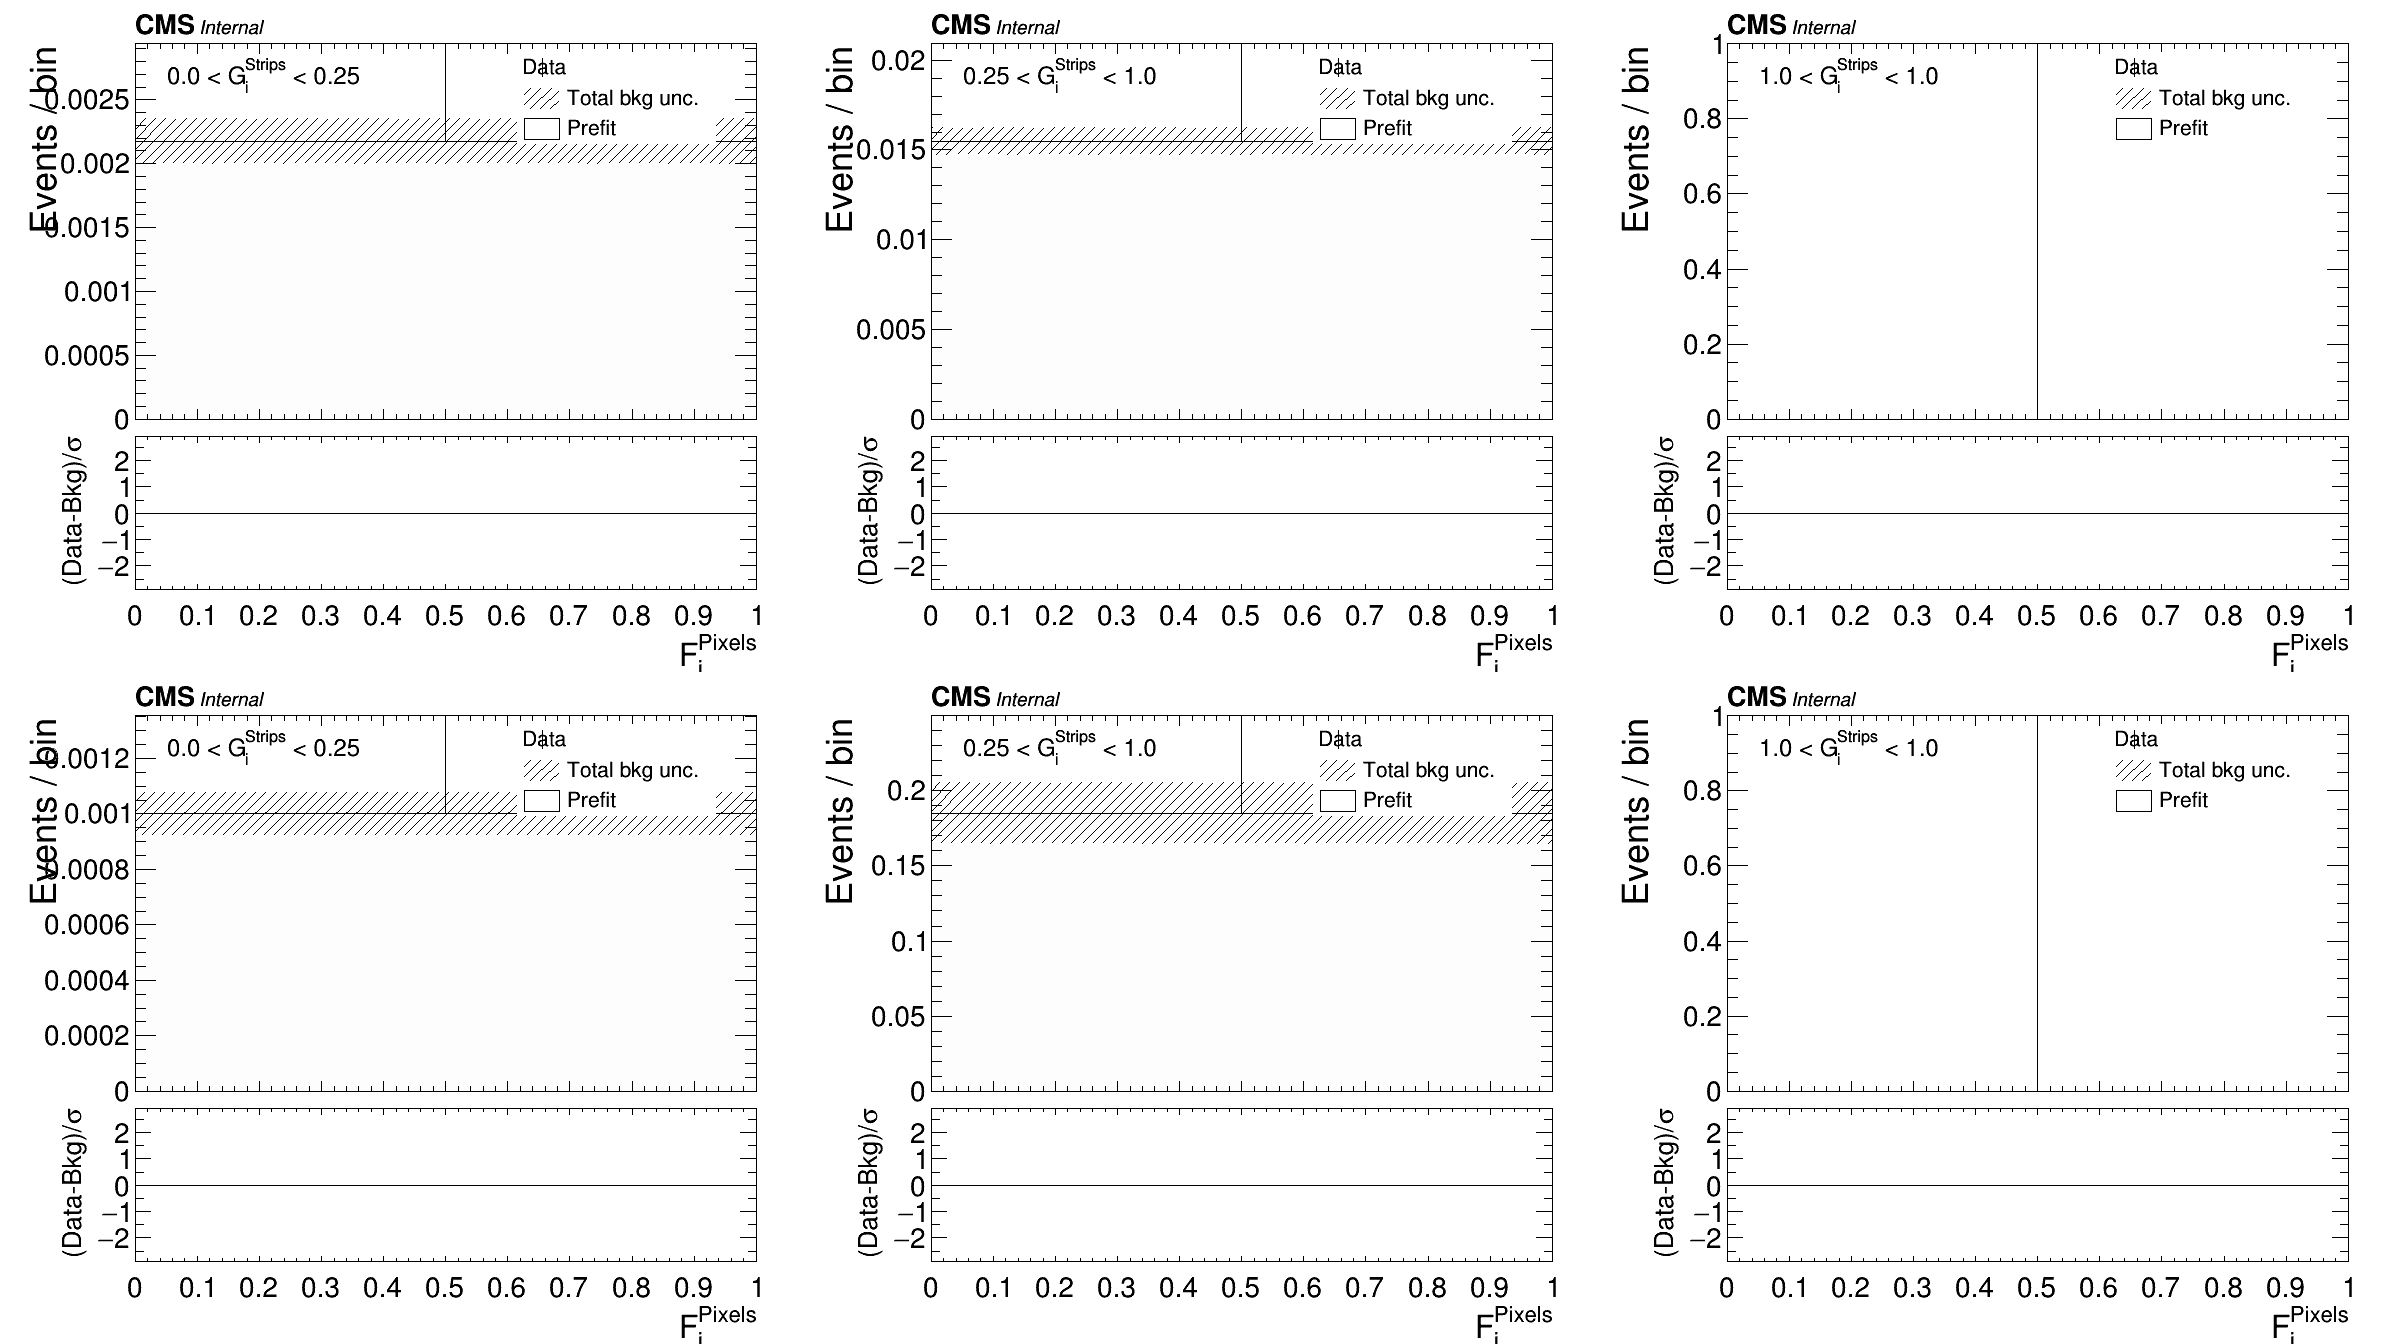 CMS Internal
Events / bin
0.0 < G_i^Strips < 0.25
Data
Total bkg unc.
Prefit
0.0025
0.002
0.0015
0.001
0.0005
0
(Data-Bkg)/σ
2
1
0
−1
−2
0 0.1 0.2 0.3 0.4 0.5 0.6 0.7 0.8 0.9 1
F_i^Pixels
CMS Internal
Events / bin
0.25 < G_i^Strips < 1.0
Data
Total bkg unc.
Prefit
0.02
0.015
0.01
0.005
0
(Data-Bkg)/σ
2
1
0
−1
−2
0 0.1 0.2 0.3 0.4 0.5 0.6 0.7 0.8 0.9 1
F_i^Pixels
CMS Internal
Events / bin
1.0 < G_i^Strips < 1.0
Data
Total bkg unc.
Prefit
1
0.8
0.6
0.4
0.2
0
(Data-Bkg)/σ
2
1
0
−1
−2
0 0.1 0.2 0.3 0.4 0.5 0.6 0.7 0.8 0.9 1
F_i^Pixels
CMS Internal
Events / bin
0.0 < G_i^Strips < 0.25
Data
Total bkg unc.
Prefit
0.0012
0.001
0.0008
0.0006
0.0004
0.0002
0
(Data-Bkg)/σ
2
1
0
−1
−2
0 0.1 0.2 0.3 0.4 0.5 0.6 0.7 0.8 0.9 1
F_i^Pixels
CMS Internal
Events / bin
0.25 < G_i^Strips < 1.0
Data
Total bkg unc.
Prefit
0.2
0.15
0.1
0.05
0
(Data-Bkg)/σ
2
1
0
−1
−2
0 0.1 0.2 0.3 0.4 0.5 0.6 0.7 0.8 0.9 1
F_i^Pixels
CMS Internal
Events / bin
1.0 < G_i^Strips < 1.0
Data
Total bkg unc.
Prefit
1
0.8
0.6
0.4
0.2
0
(Data-Bkg)/σ
2
1
0
−1
−2
0 0.1 0.2 0.3 0.4 0.5 0.6 0.7 0.8 0.9 1
F_i^Pixels